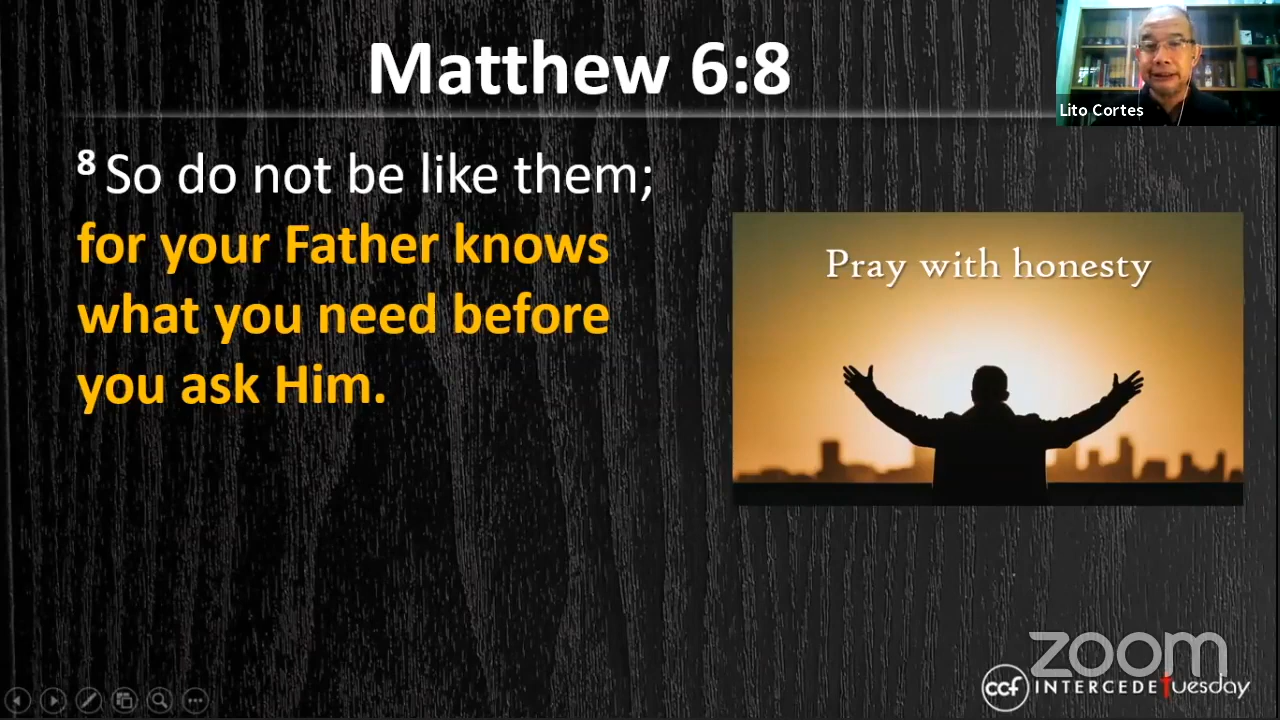 Matthew 6:8
Lito Cortes
8 So do not be like them;
for your Father knows
what you need before
you ask Him.
Pray with honesty
zoom
ccf INTERCEDE Tuesday